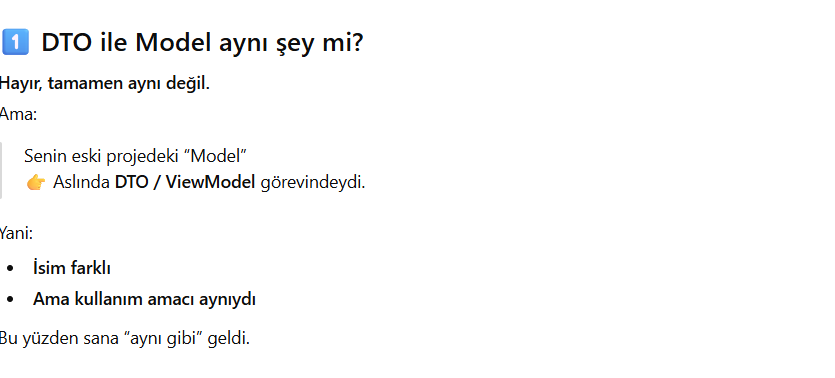 1 DTO ile Model aynı şey mi?
Hayır, tamamen aynı değil.
Ama:
Senin eski projedeki “Model”
👉 Aslında DTO / ViewModel görevindeydi.
Yani:
• İsim farklı
• Ama kullanım amacı aynıydı
Bu yüzden sana “aynı gibi” geldi.